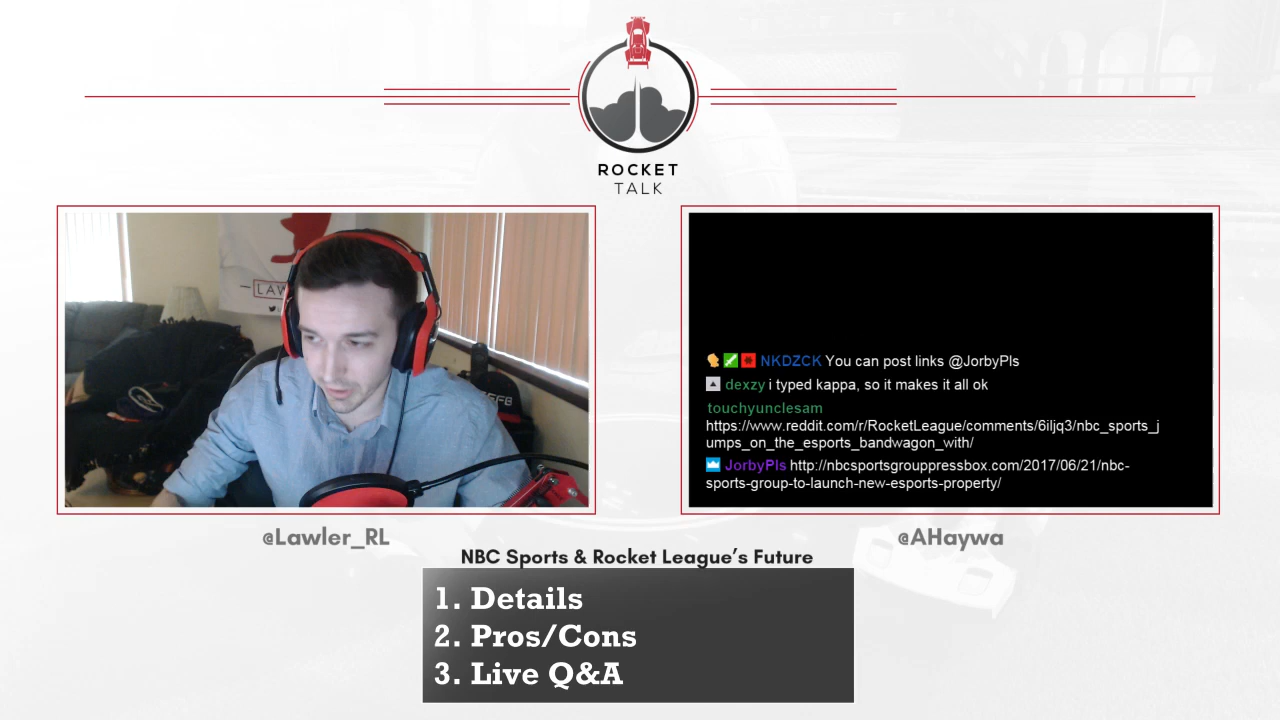 ROCKET
TALK
LAW
NKDZCK You can post links @JorbyPls
dexzy i typed kappa, so it makes it all ok
touchyunclesam
https://www.reddit.com/r/RocketLeague/comments/6iljq3/nbc_sports_j
umps_on_the_esports_bandwagon_with/
JorbyPls http://nbcsportsgrouppressbox.com/2017/06/21/nbc-
sports-group-to-launch-new-esports-property/
@Lawler_RL
@AHaywa
NBC Sports & Rocket League's Future
1. Details
2. Pros/Cons
3. Live Q&A